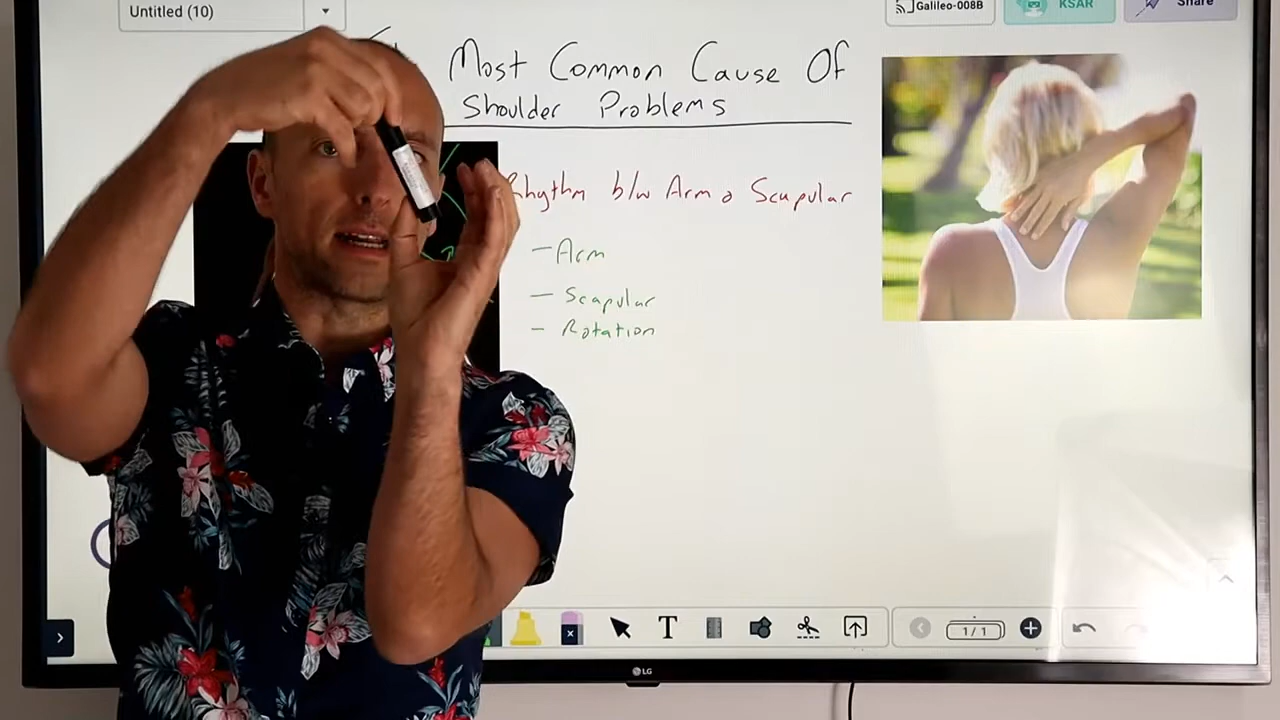 Untitled (10)
Galileo-008B
KSAR
Share
Most Common Cause Of
Shoulder Problems
Rhythm b/w Arm & Scapular
- Arm
- Scapular
- Rotation
T
1/1
LG